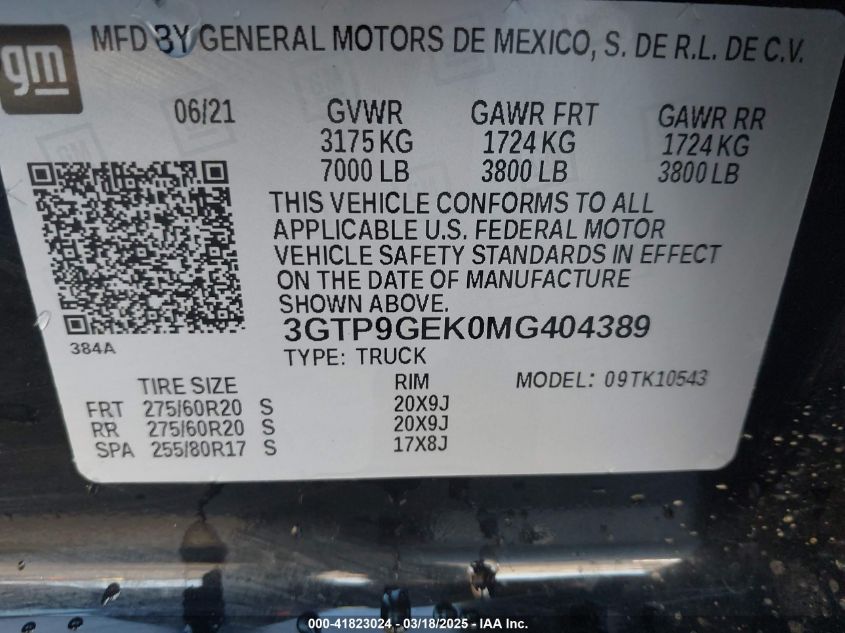 gm
MFD BY GENERAL MOTORS DE MEXICO, S. DE R.L. DE C.V.
06/21 GVWR GAWR FRT GAWR RR
3175 KG 1724 KG 1724 KG
7000 LB 3800 LB 3800 LB
THIS VEHICLE CONFORMS TO ALL
APPLICABLE U.S. FEDERAL MOTOR
VEHICLE SAFETY STANDARDS IN EFFECT
ON THE DATE OF MANUFACTURE
SHOWN ABOVE.
3GTP9GEK0MG404389
384A
TYPE: TRUCK
TIRE SIZE RIM MODEL: 09TK10543
FRT 275/60R20 S 20X9J
RR 275/60R20 S 20X9J
SPA 255/80R17 S 17X8J
000-41823024 - 03/18/2025 - IAA Inc.